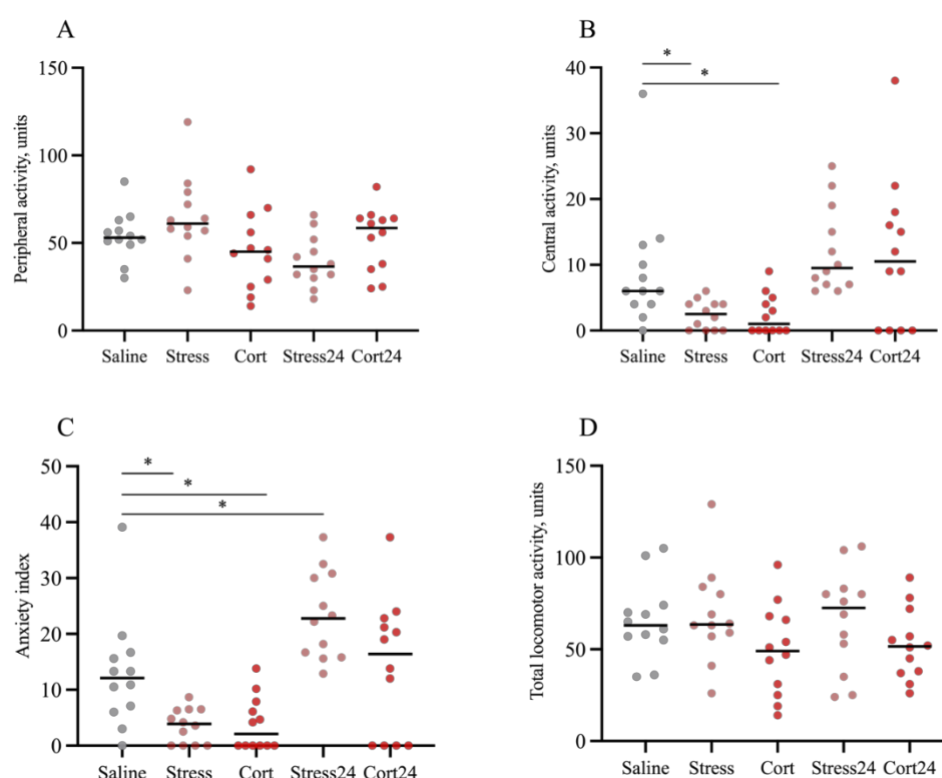 A
Peripheral activity, units
150
100
50
0
Saline Stress Cort Stress24 Cort24
B
Central activity, units
40
30
20
10
0
* 
*
Saline Stress Cort Stress24 Cort24
C
Anxiety index
50
40
30
20
10
0
*
*
*
Saline Stress Cort Stress24 Cort24
D
Total locomotor activity, units
150
100
50
0
Saline Stress Cort Stress24 Cort24